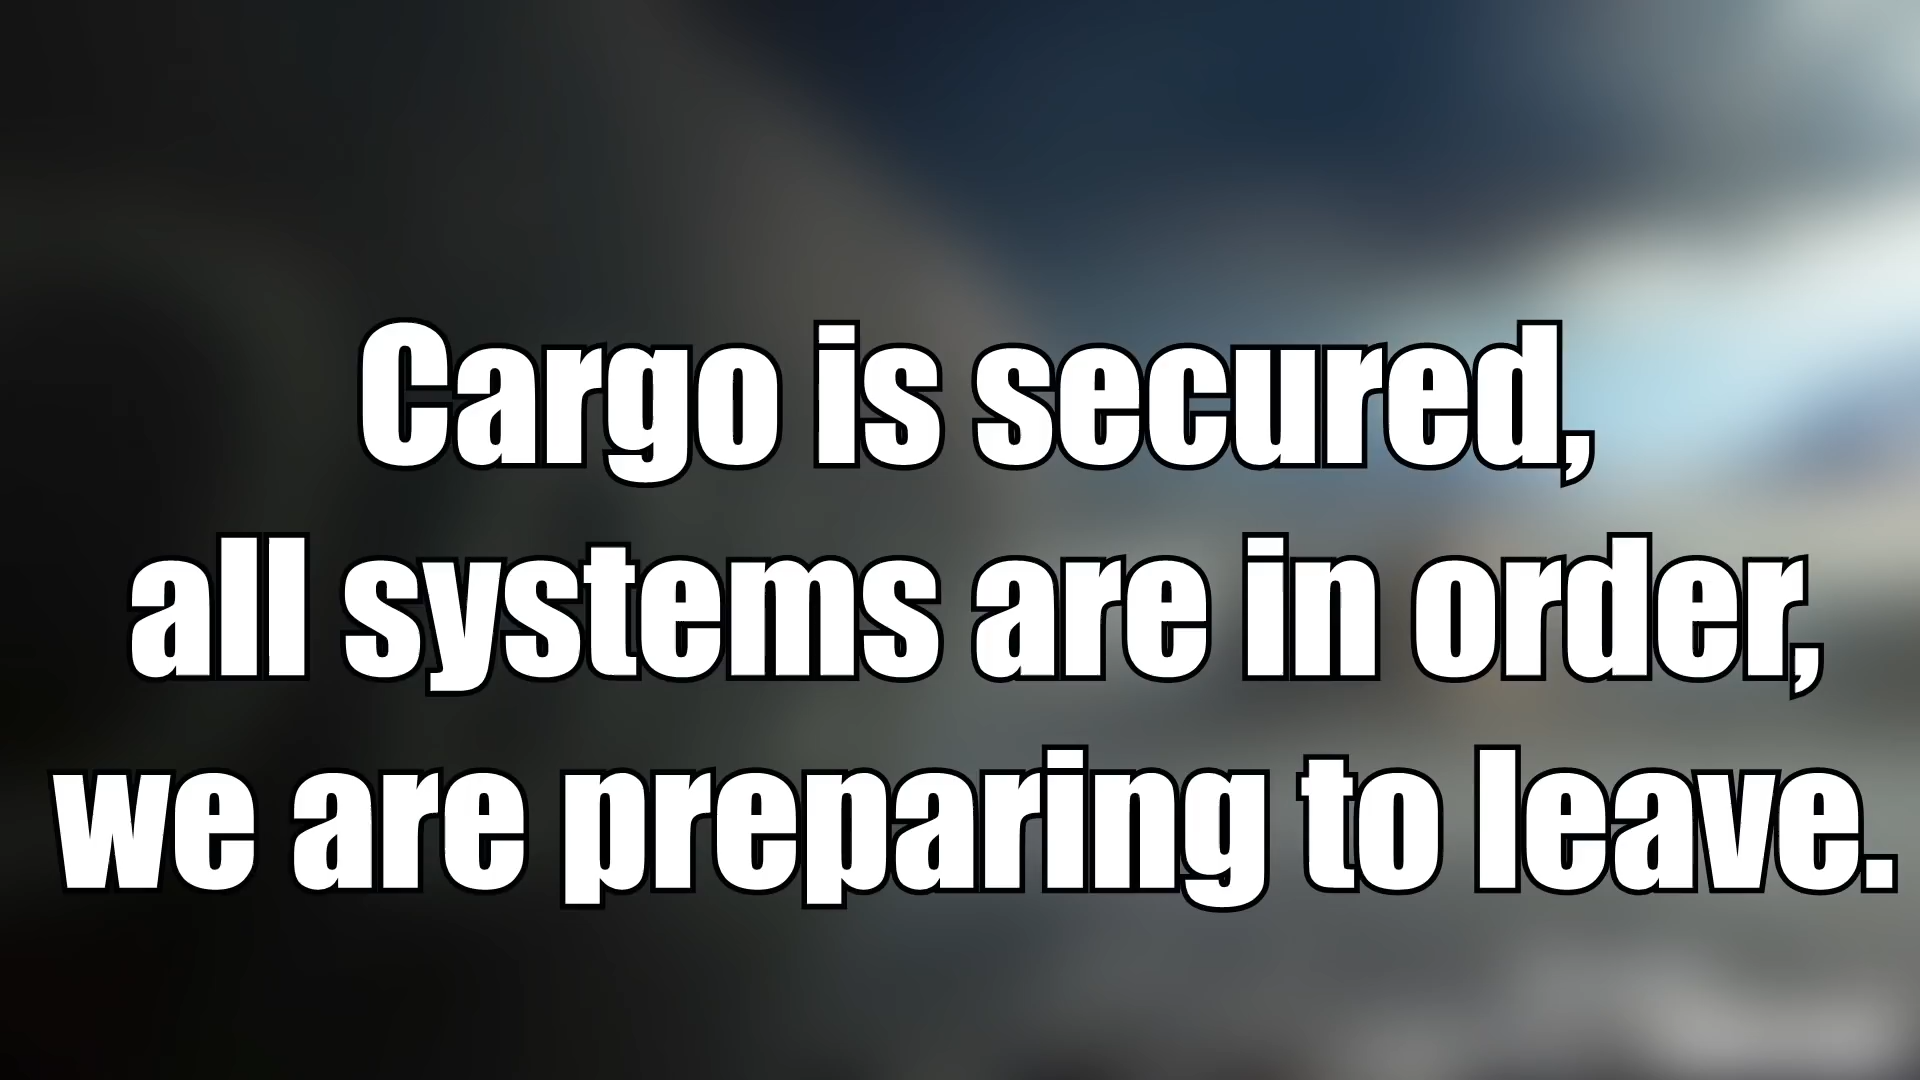 Cargo is secured,
all systems are in order,
we are preparing to leave.